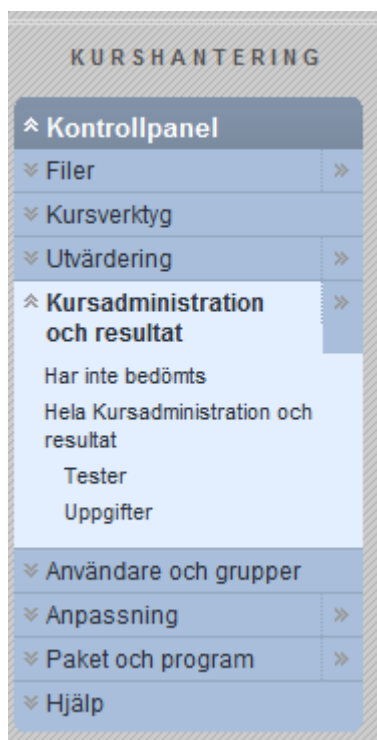 KURSHANTERING
Kontrollpanel
Filer
Kursverktyg
Utvärdering
Kursadministration
och resultat
Har inte bedömts
Hela Kursadministration och
resultat
Tester
Uppgifter
Användare och grupper
Anpassning
Paket och program
Hjälp